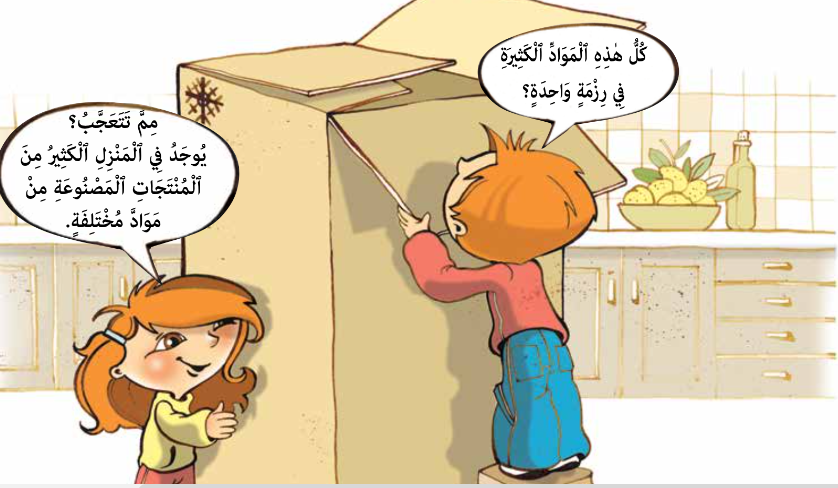 كُلُّ هٰذِهِ ٱلْمَوَادِّ ٱلْكَثِيرَةِ
فِي رِزْمَةٍ وَاحِدَةٍ؟
مِمَّ تَتَعَجَّبُ؟
يُوجَدُ فِي ٱلْمَنْزِلِ ٱلْكَثِيرُ مِنَ
ٱلْمُنْتَجَاتِ ٱلْمَصْنُوعَةِ مِنْ
مَوَادَّ مُخْتَلِفَةٍ.